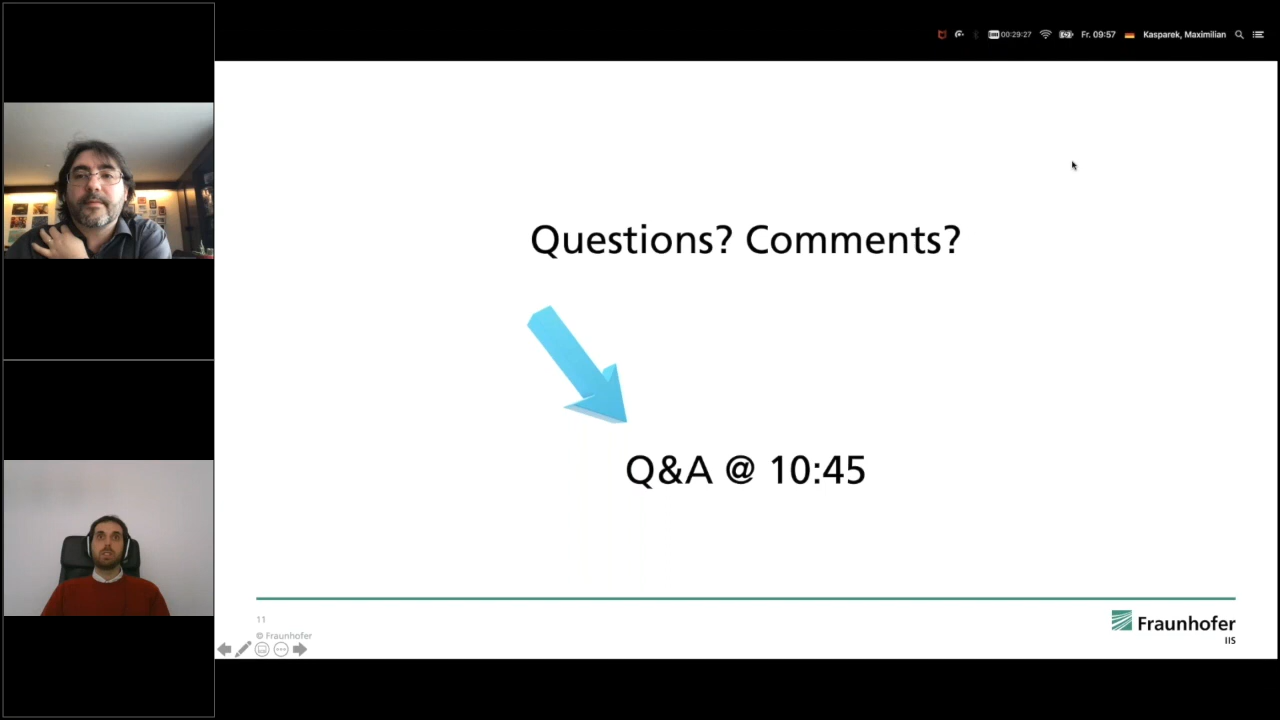 00:29:27 Fr. 09:57 Kasparek, Maximilian
Questions? Comments?
Q&A @ 10:45
11
© Fraunhofer
Fraunhofer
IIS